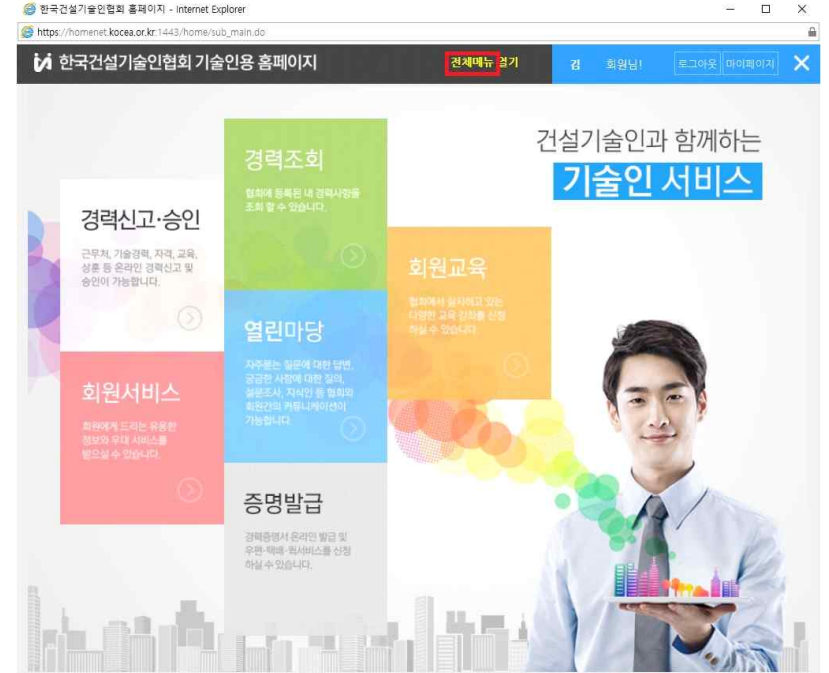 한국건설기술인협회 홈페이지 - Internet Explorer
https://homenet.kocea.or.kr:1443/home/sub_main.do
한국건설기술인협회 기술인용 홈페이지
전체메뉴 열기
김 회원님!
로그아웃
마이페이지
건설기술인과 함께하는
기술인 서비스
경력조회
협회에 등록된 내 경력사항을
조회 할 수 있습니다.
경력신고·승인
근무처, 기술경력, 자격, 교육,
상훈 등 온라인 경력신고 및
승인이 가능합니다.
회원교육
협회에서 실시하고 있는
다양한 교육 강좌를 신청
하실 수 있습니다.
열린마당
자주묻는 질문에 대한 답변,
궁금한 사항에 대한 질의,
설문조사, 지식인 등 협회와
회원간의 커뮤니케이션이
가능합니다.
회원서비스
회원에게 드리는 유용한
정보와 우대 서비스를
받으실 수 있습니다.
증명발급
경력증명서 온라인 발급 및
우편·택배·퀵서비스를 신청
하실 수 있습니다.